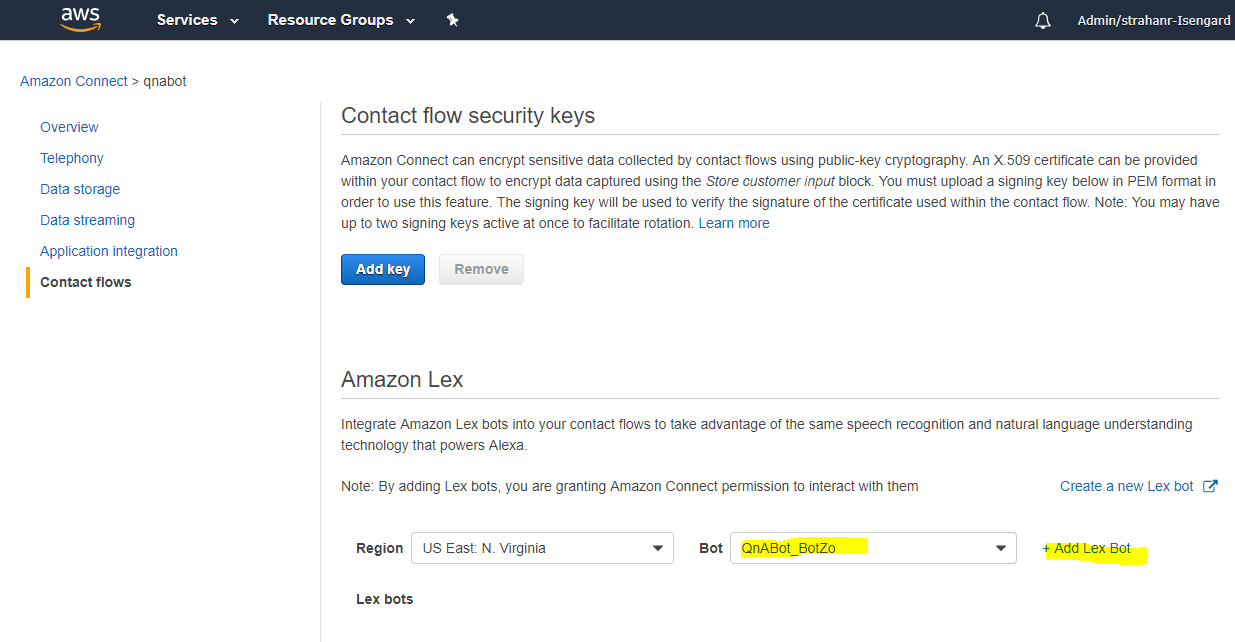 aws Services Resource Groups Admin/strahanr-Isengard
Amazon Connect > qnabot
Overview
Telephony
Data storage
Data streaming
Application integration
Contact flows
Contact flow security keys
Amazon Connect can encrypt sensitive data collected by contact flows using public-key cryptography. An X.509 certificate can be provided
within your contact flow to encrypt data captured using the Store customer input block. You must upload a signing key below in PEM format in
order to use this feature. The signing key will be used to verify the signature of the certificate used within the contact flow. Note: You may have
up to two signing keys active at once to facilitate rotation. Learn more
Add key Remove
Amazon Lex
Integrate Amazon Lex bots into your contact flows to take advantage of the same speech recognition and natural language understanding
technology that powers Alexa.
Note: By adding Lex bots, you are granting Amazon Connect permission to interact with them Create a new Lex bot
Region US East: N. Virginia Bot QnABot_BotZo + Add Lex Bot
Lex bots